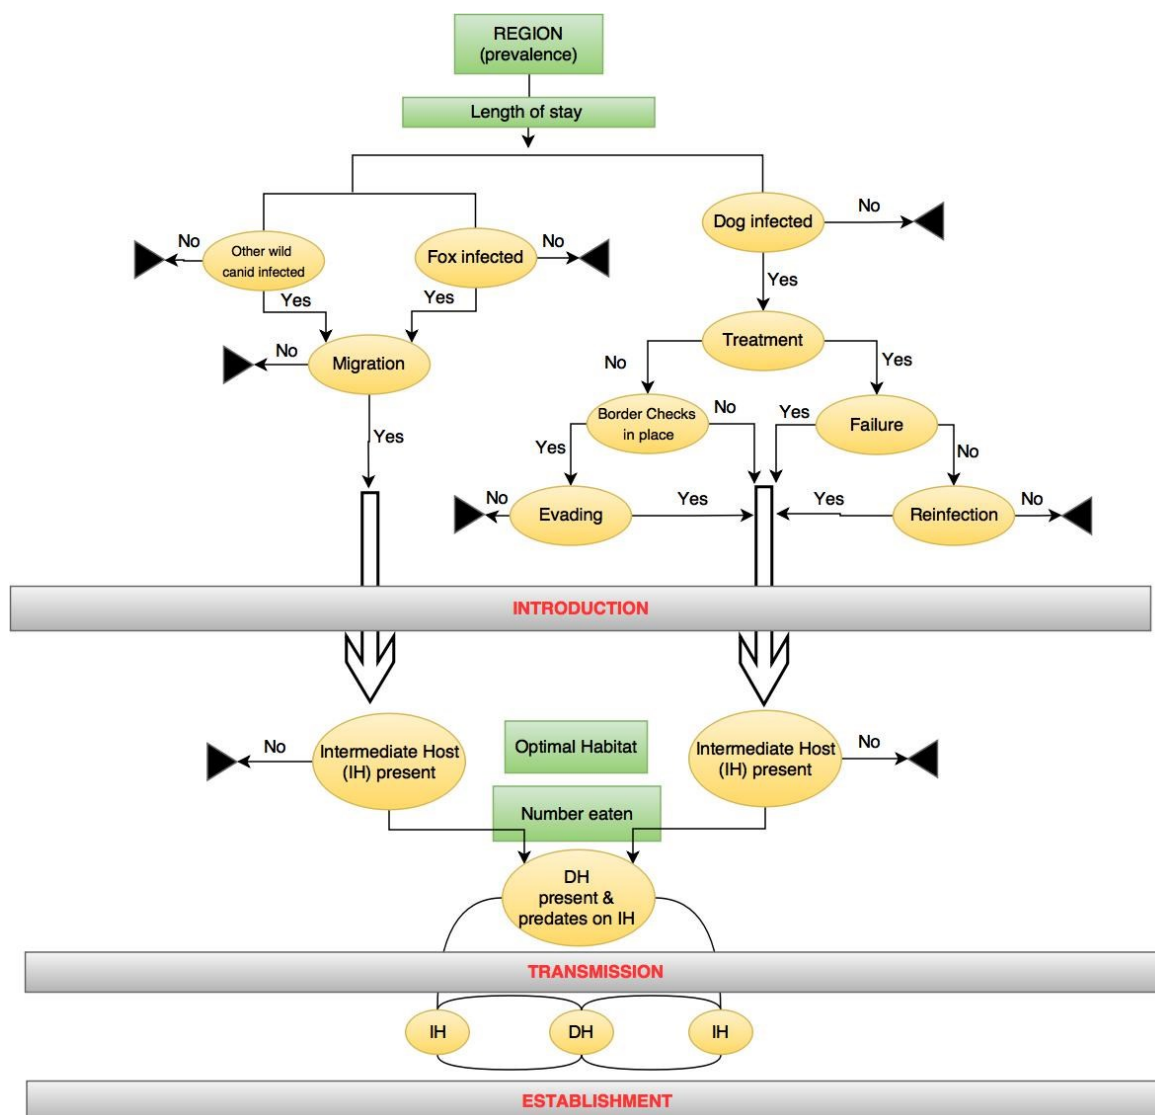 REGION
(prevalence)
Length of stay
Dog infected
No
Other wild
canid infected
No
Fox infected
No
Yes
Yes
Yes
Migration
No
Treatment
No
Yes
Border Checks
in place
No
Yes
Failure
Yes
No
Yes
Yes
No
Evading
Yes
Yes
Reinfection
No
INTRODUCTION
No
Intermediate Host
(IH) present
Optimal Habitat
Intermediate Host
(IH) present
No
Number eaten
DH
present &
predates on IH
TRANSMISSION
IH
DH
IH
ESTABLISHMENT